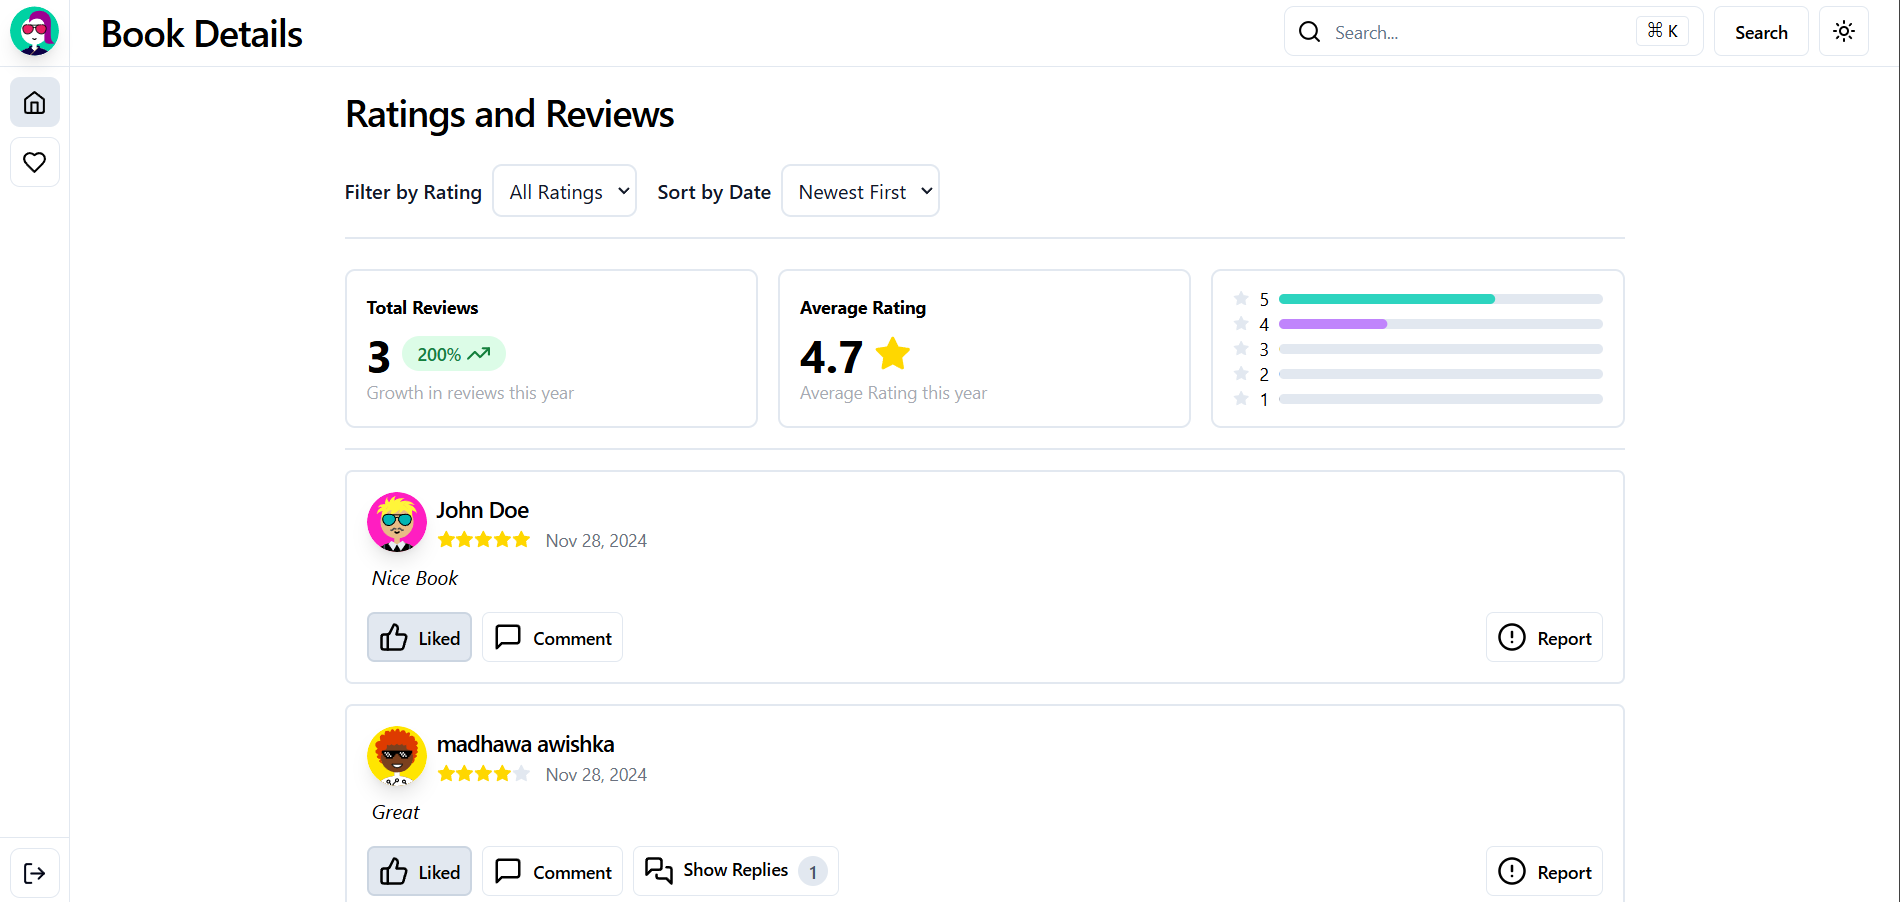 Book Details
Search...
⌘ K
Search
Ratings and Reviews
Filter by Rating
All Ratings
Sort by Date
Newest First
Total Reviews
3
200%
Growth in reviews this year
Average Rating
4.7
Average Rating this year
5
4
3
2
1
John Doe
Nov 28, 2024
Nice Book
Liked
Comment
Report
madhawa awishka
Nov 28, 2024
Great
Liked
Comment
Show Replies 1
Report